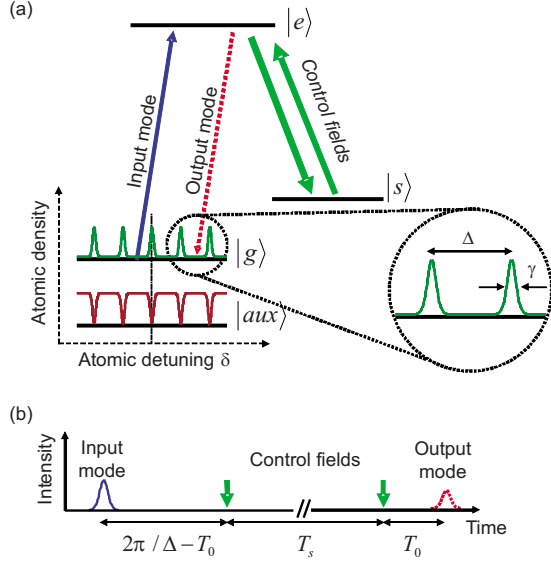 (a)
|e⟩
Input mode
Output mode
Control fields
|s⟩
Atomic density
|g⟩
|aux⟩
Δ
γ
Atomic detuning δ
(b)
Intensity
Input
mode
Control fields
Output
mode
Time
2π / Δ − T₀
Tₛ
T₀